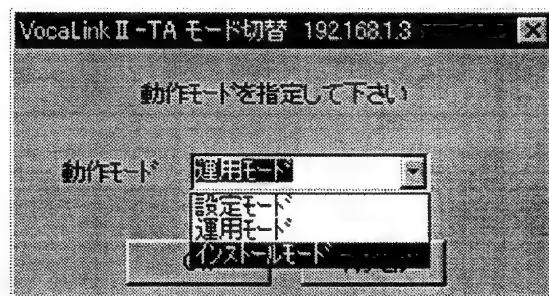 VocaLinkⅡ-TA モード切替 192.168.1.3
動作モードを指定して下さい
動作モード 運用モード
設定モード
運用モード
インストールモード